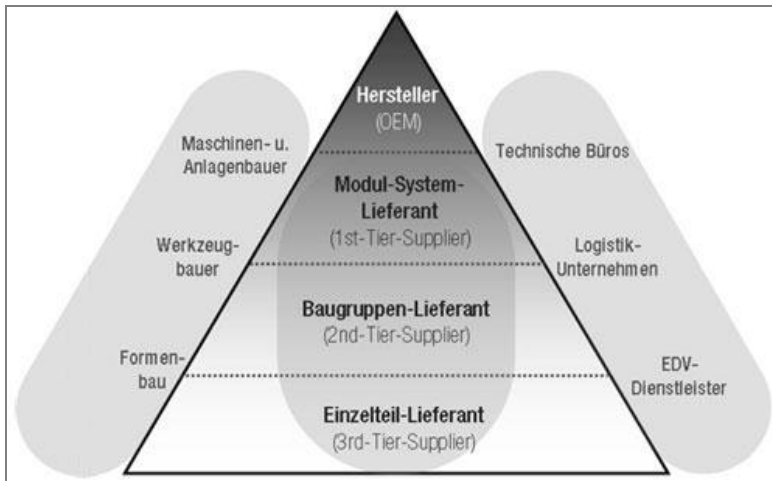 Hersteller
(OEM)
Maschinen- u.
Anlagenbauer
Technische Büros
Modul-System-
Lieferant
(1st-Tier-Supplier)
Werkzeug-
bauer
Logistik-
Unternehmen
Baugruppen-Lieferant
(2nd-Tier-Supplier)
Formen-
bau
EDV-
Dienstleister
Einzelteil-Lieferant
(3rd-Tier-Supplier)